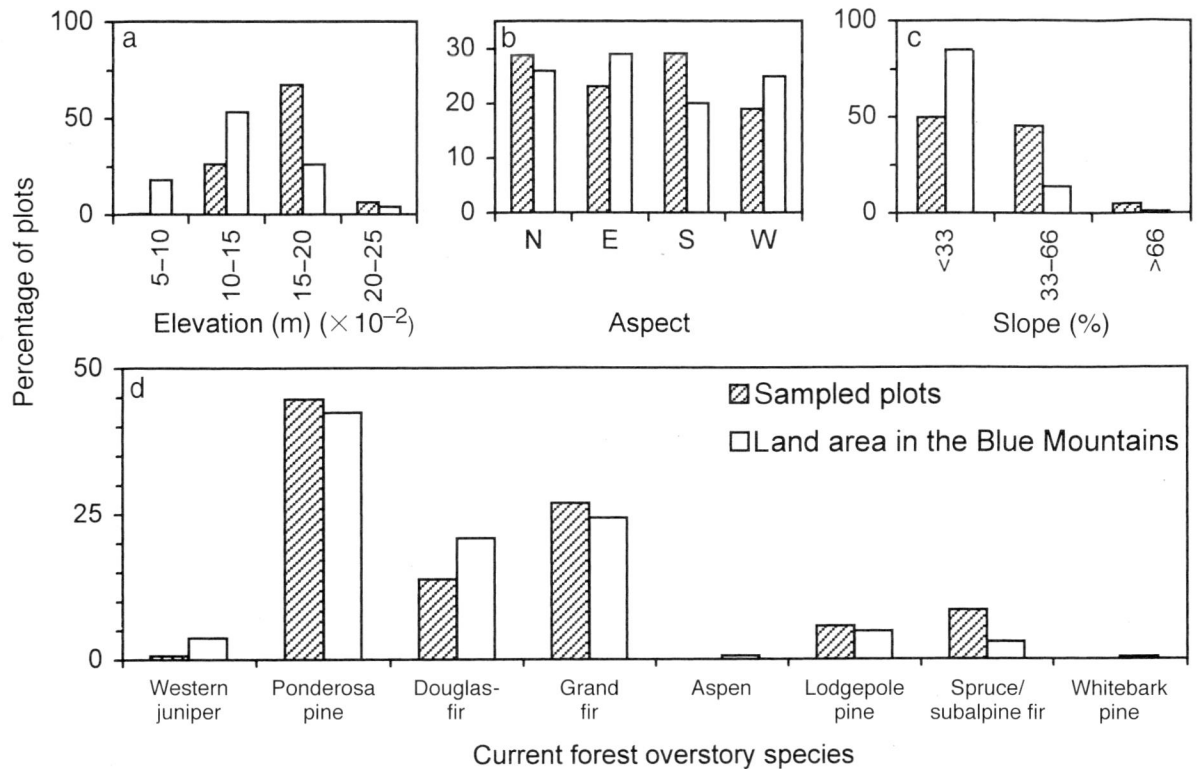 Percentage of plots
a
100
50
0
5–10
10–15
15–20
20–25
Elevation (m) (×10⁻²)
b
30
20
10
0
N E S W
Aspect
c
100
50
0
<33
33–66
>66
Slope (%)
d
50
25
0
Sampled plots
Land area in the Blue Mountains
Western juniper
Ponderosa pine
Douglas-fir
Grand fir
Aspen
Lodgepole pine
Spruce/subalpine fir
Whitebark pine
Current forest overstory species